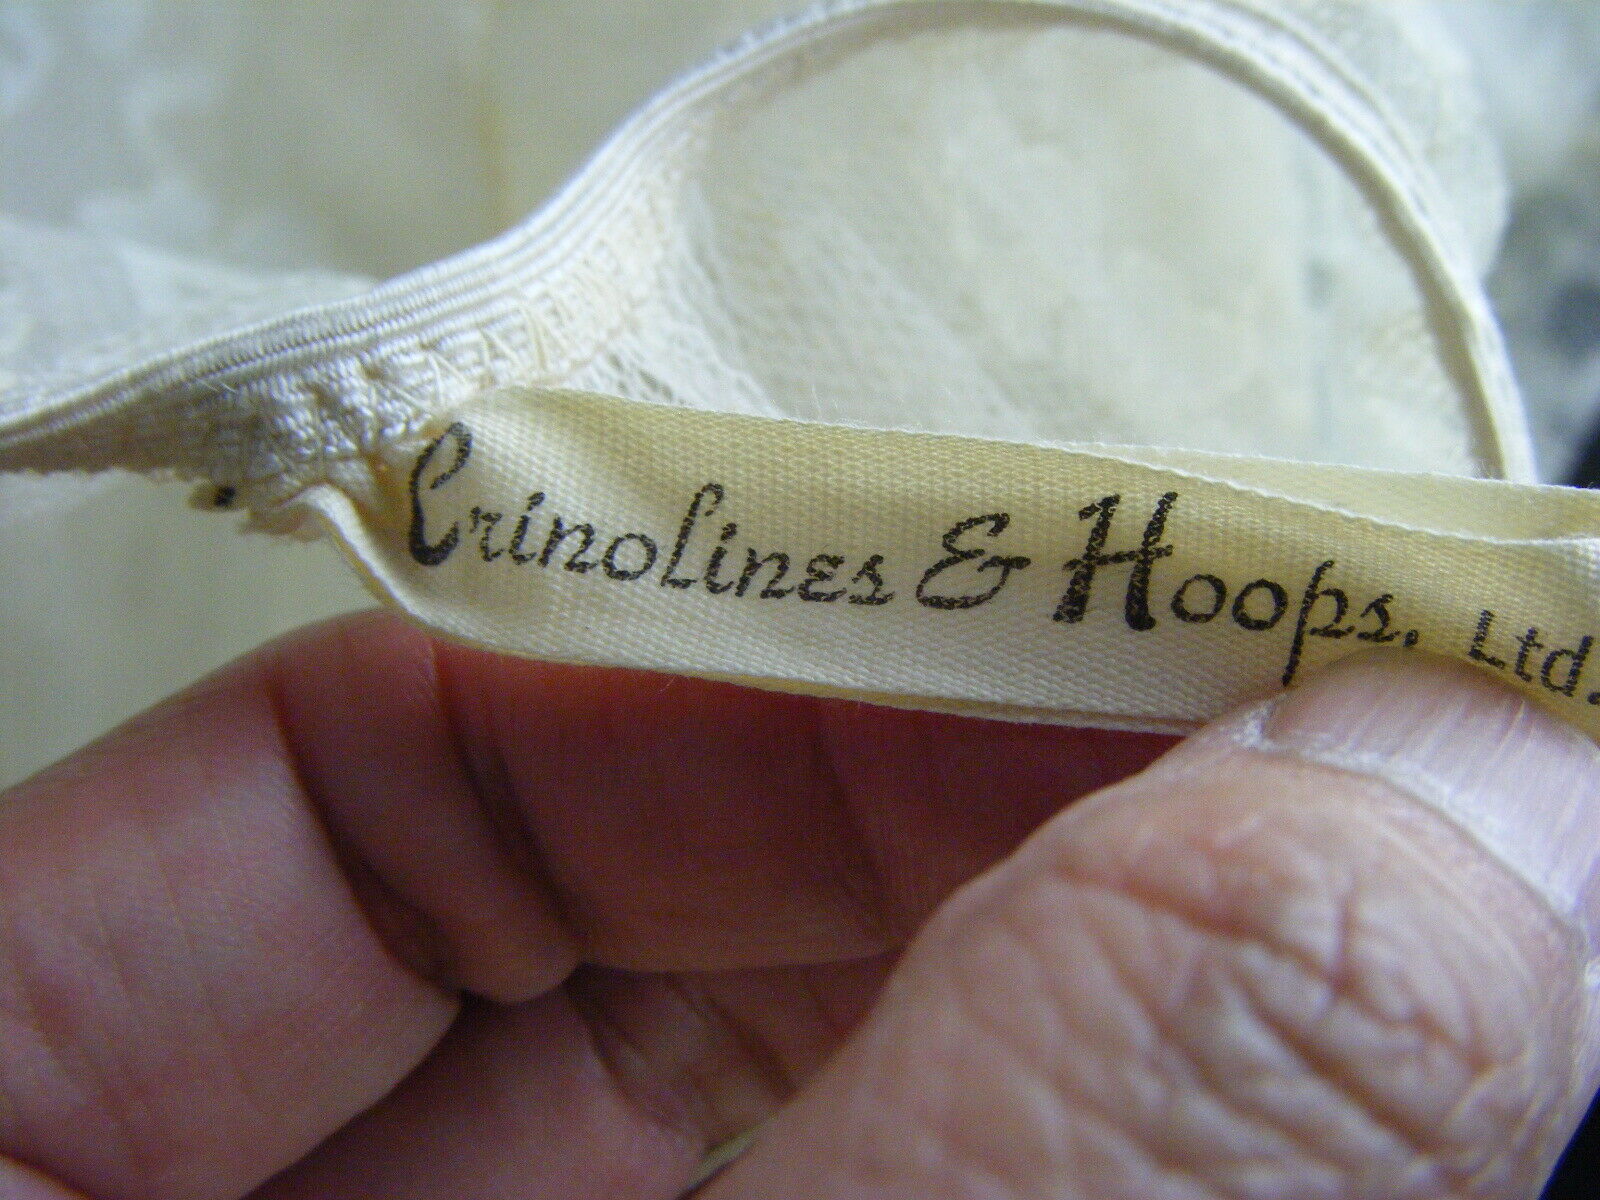 Crinolines & Hoops, Ltd.